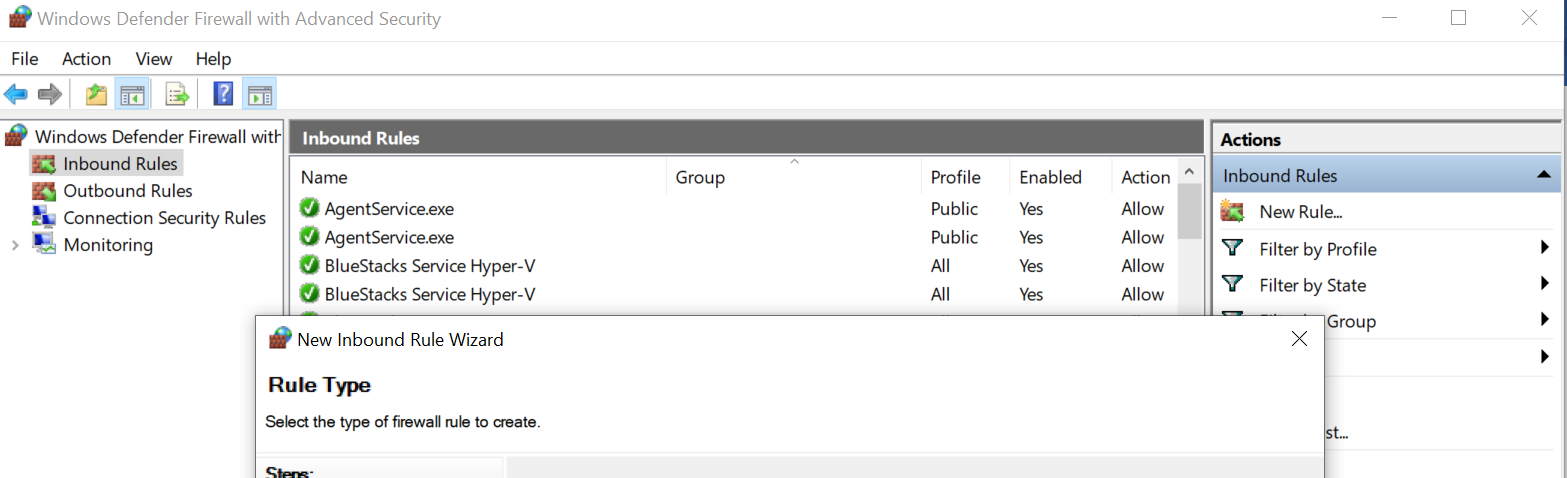 Windows Defender Firewall with Advanced Security
File Action View Help
Windows Defender Firewall with
Inbound Rules
Outbound Rules
Connection Security Rules
Monitoring
Inbound Rules
Name Group Profile Enabled Action
AgentService.exe Public Yes Allow
AgentService.exe Public Yes Allow
BlueStacks Service Hyper-V All Yes Allow
BlueStacks Service Hyper-V All Yes Allow
Actions
Inbound Rules
New Rule...
Filter by Profile
Filter by State
Group
st...
New Inbound Rule Wizard
Rule Type
Select the type of firewall rule to create.
Steps: